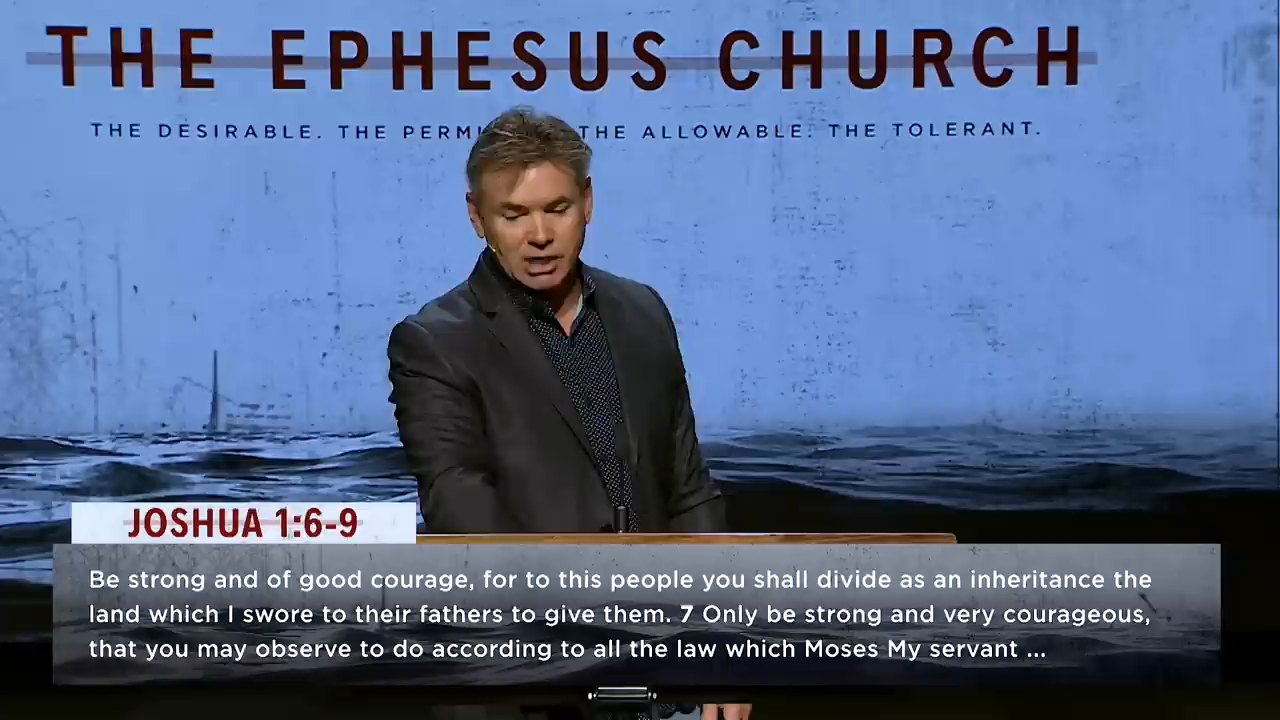 THE EPHESUS CHURCH
THE DESIRABLE. THE THE ALLOWABLE. THE TOLERANT.
JOSHUA 1:6-9
Be strong and of good courage, for to this people you shall divide as an inheritance the
land which I swore to their fathers to give them. 7 Only be strong and very courageous,
that you may observe to do according to all the law which Moses My servant ...